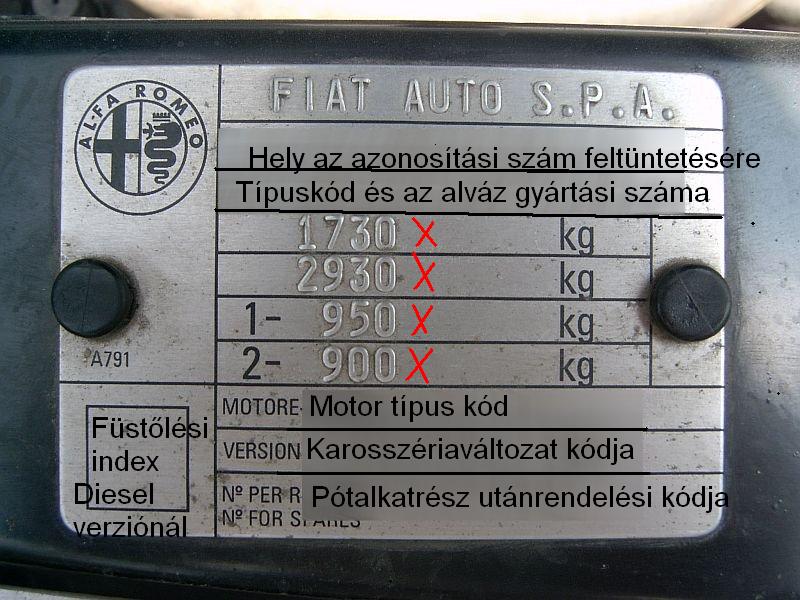 ALFA ROMEO
FIAT AUTO S.P.A.
Hely az azonosítási szám feltüntetésére
Típuskód és az alváz gyártási száma
1730 X kg
2930 X kg
1- 950 X kg
2- 900 X kg
A791
MOTORE Motor típus kód
VERSION Karosszériaváltozat kódja
Nº PER R Pótalkatrész utánrendelési kódja
Nº FOR SPARES
Füstőlési
index
Diesel
verziónál